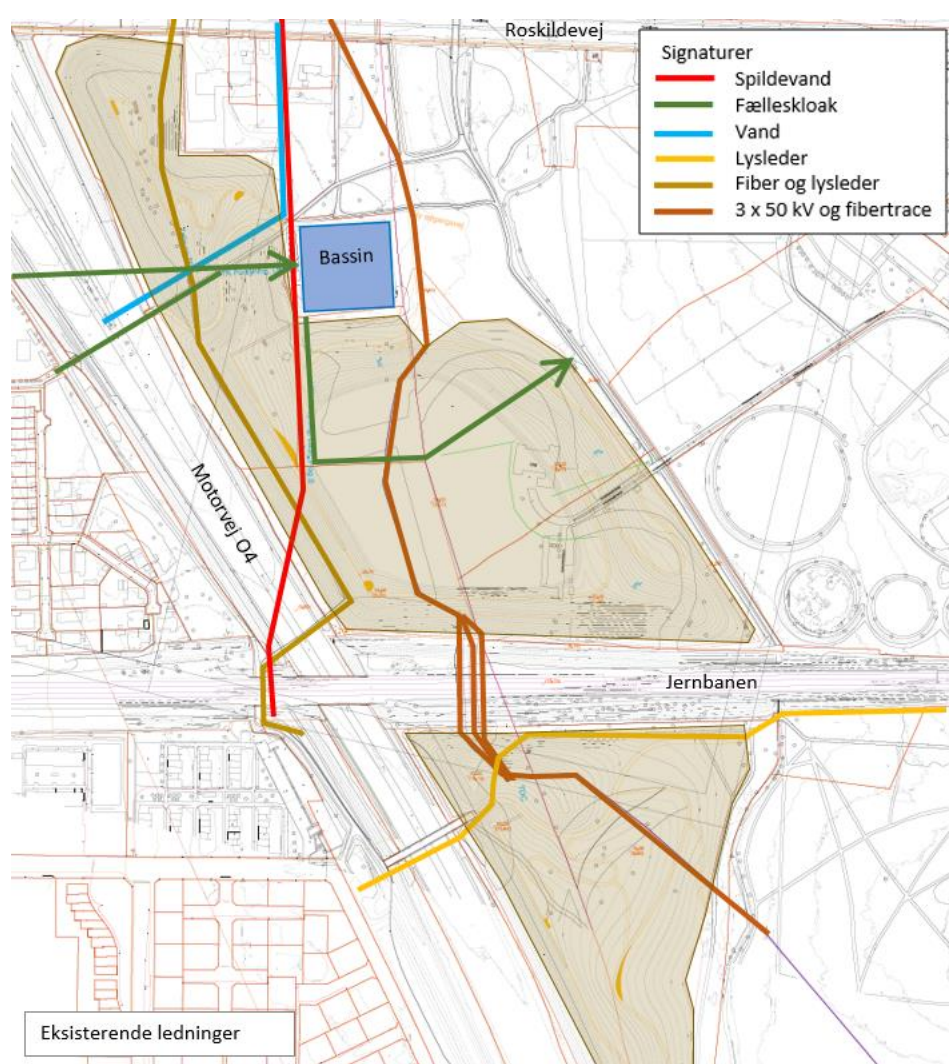 Roskildevej
Signaturer
Spildevand
Fælleskloak
Vand
Lysleder
Fiber og lysleder
3 x 50 kV og fibertrace
Bassin
Motorvej O4
Jernbanen
Eksisterende ledninger